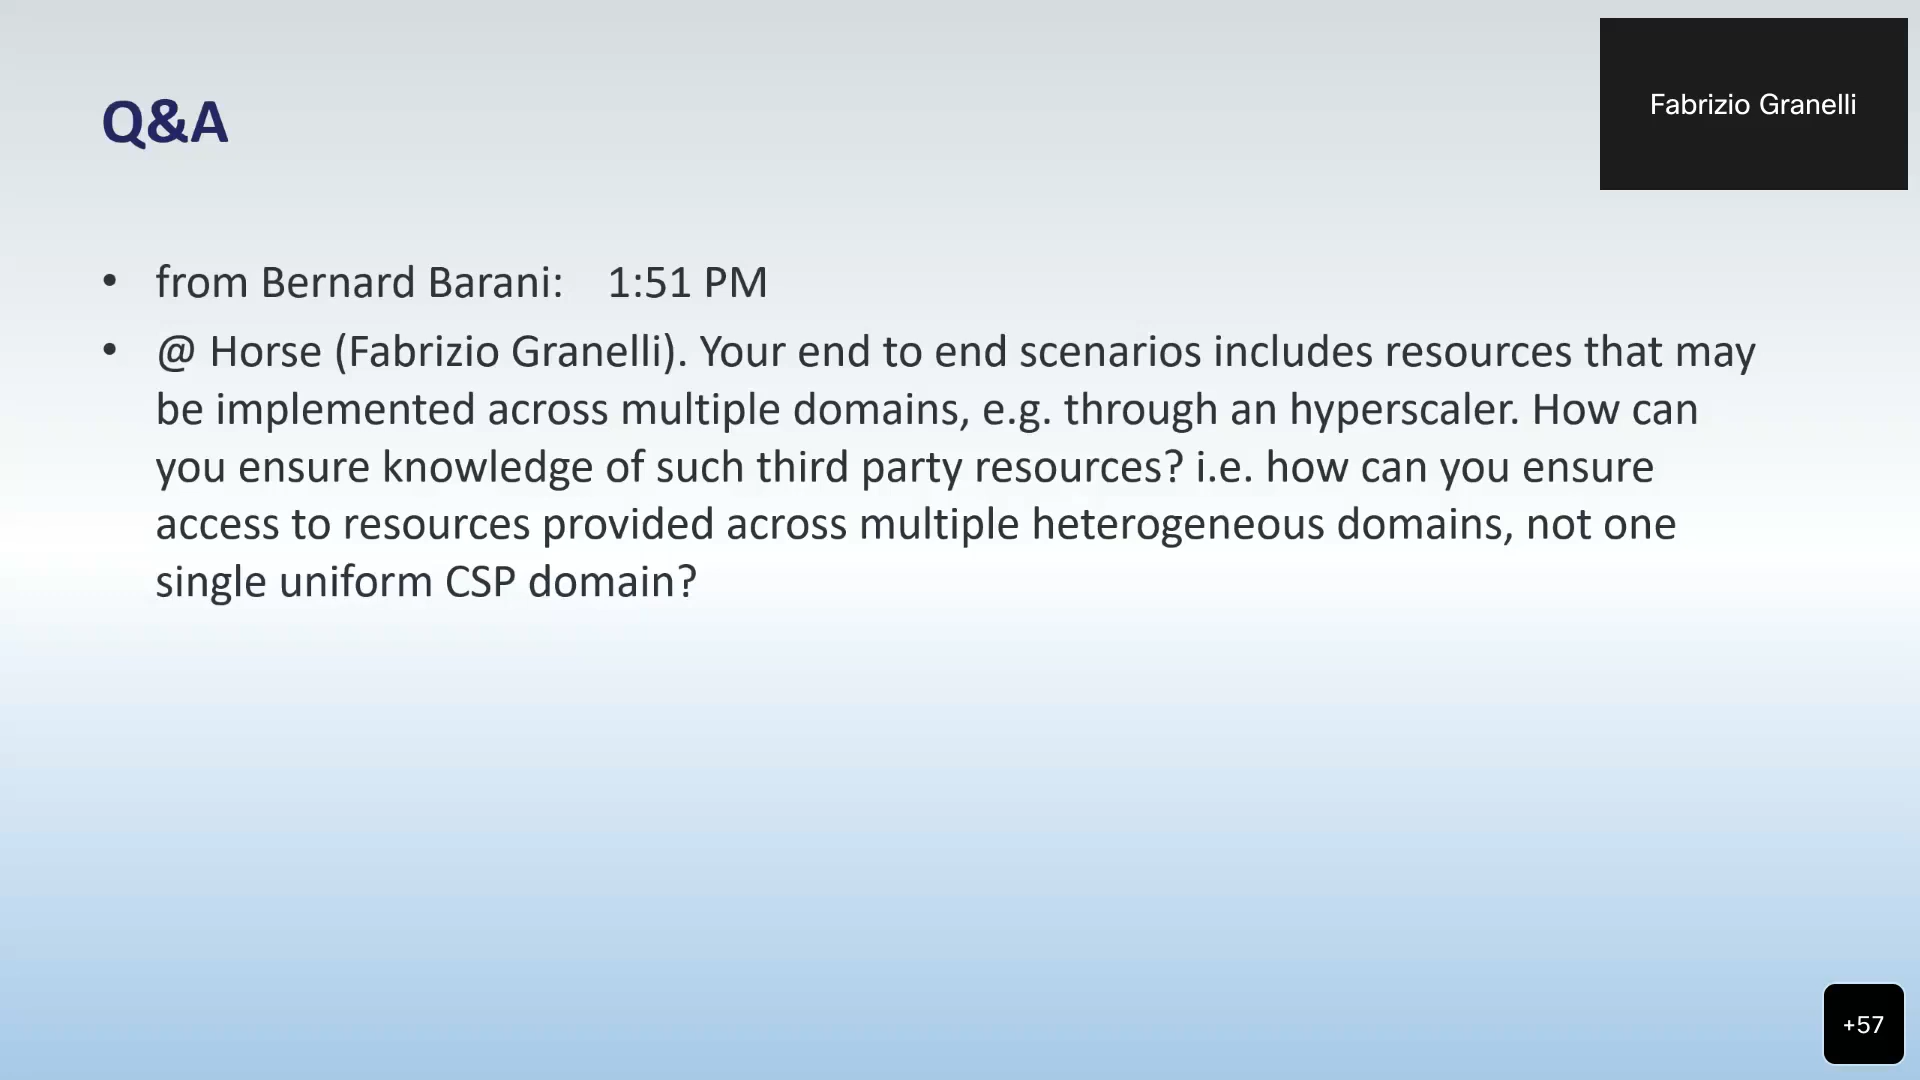 Q&A
Fabrizio Granelli
• from Bernard Barani: 1:51 PM
• @ Horse (Fabrizio Granelli). Your end to end scenarios includes resources that may
be implemented across multiple domains, e.g. through an hyperscaler. How can
you ensure knowledge of such third party resources? i.e. how can you ensure
access to resources provided across multiple heterogeneous domains, not one
single uniform CSP domain?
+57